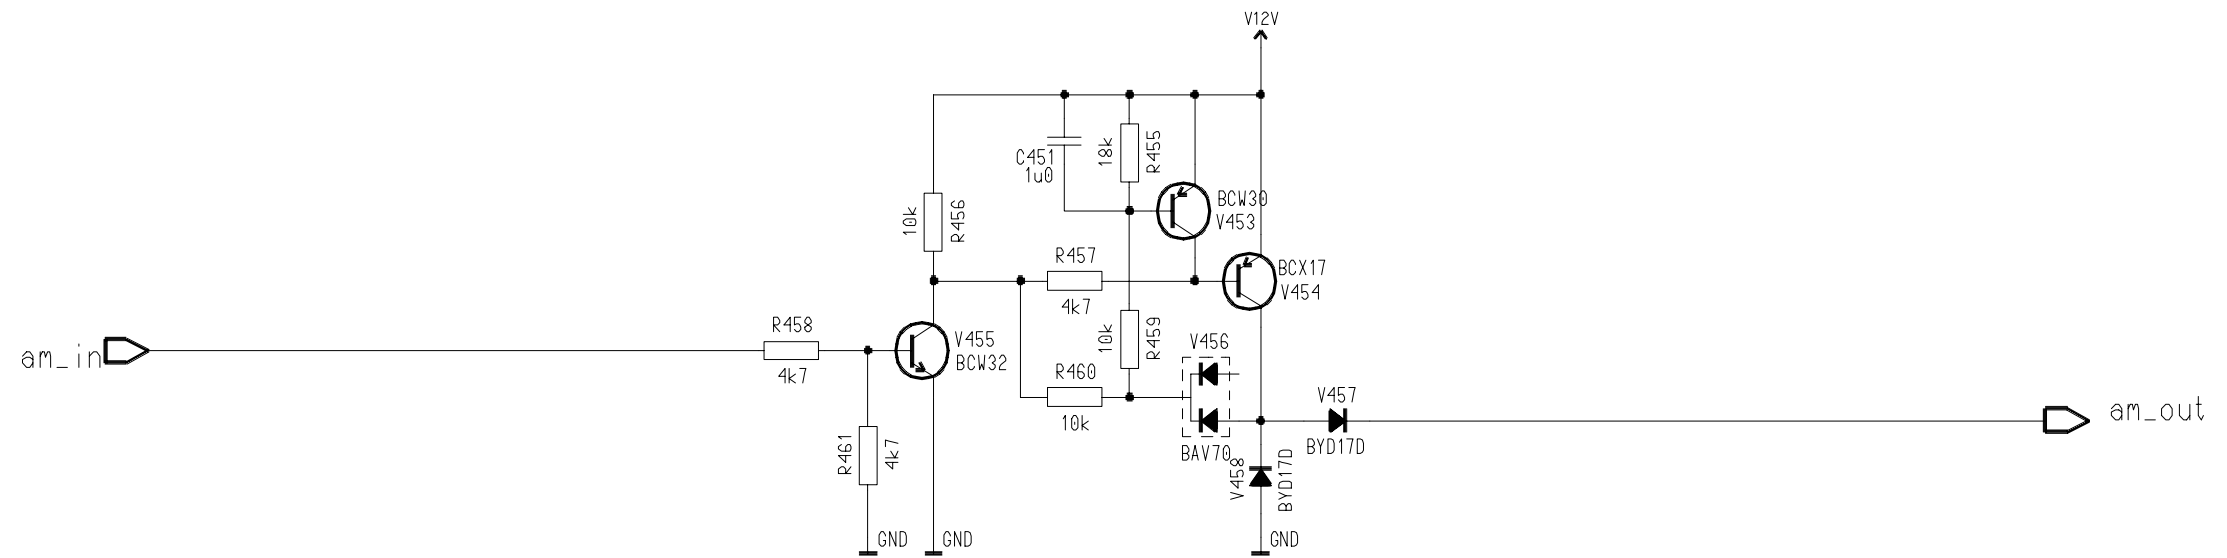 V12V
C451
1u0
18k
R455
BCW30
V453
10k
R456
R457
4k7
BCX17
V454
am_in
R458
4k7
V455
BCW32
10k
R459
R460
10k
V456
BAV70
V457
BYD17D
am_out
R461
4k7
V458
BYD17D
GND
GND
GND